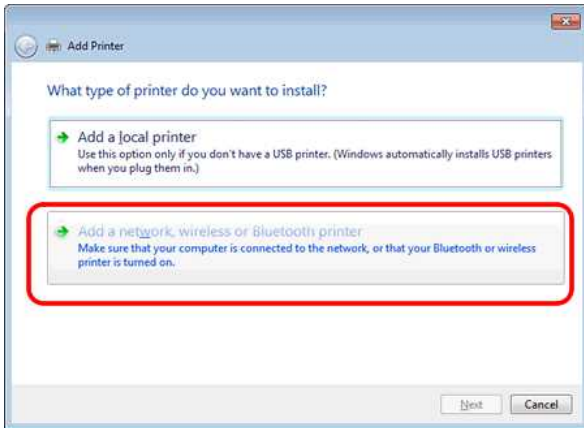 Add Printer
What type of printer do you want to install?
Add a local printer
Use this option only if you don't have a USB printer. (Windows automatically installs USB printers
when you plug them in.)
Add a network, wireless or Bluetooth printer
Make sure that your computer is connected to the network, or that your Bluetooth or wireless
printer is turned on.
Next Cancel